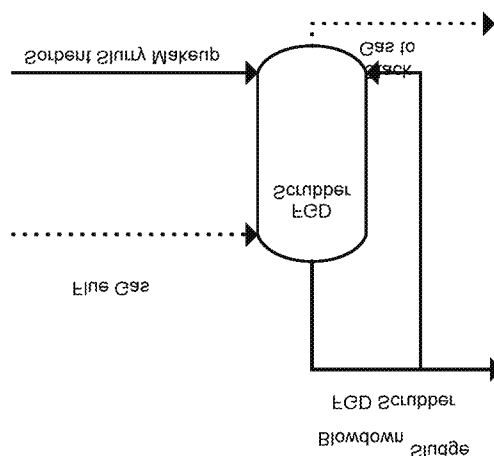 Sorbent Slurry Makeup
Gas to
Stack
FGD
Scrubber
Flue Gas
FGD Scrubber
Blowdown
Sludge